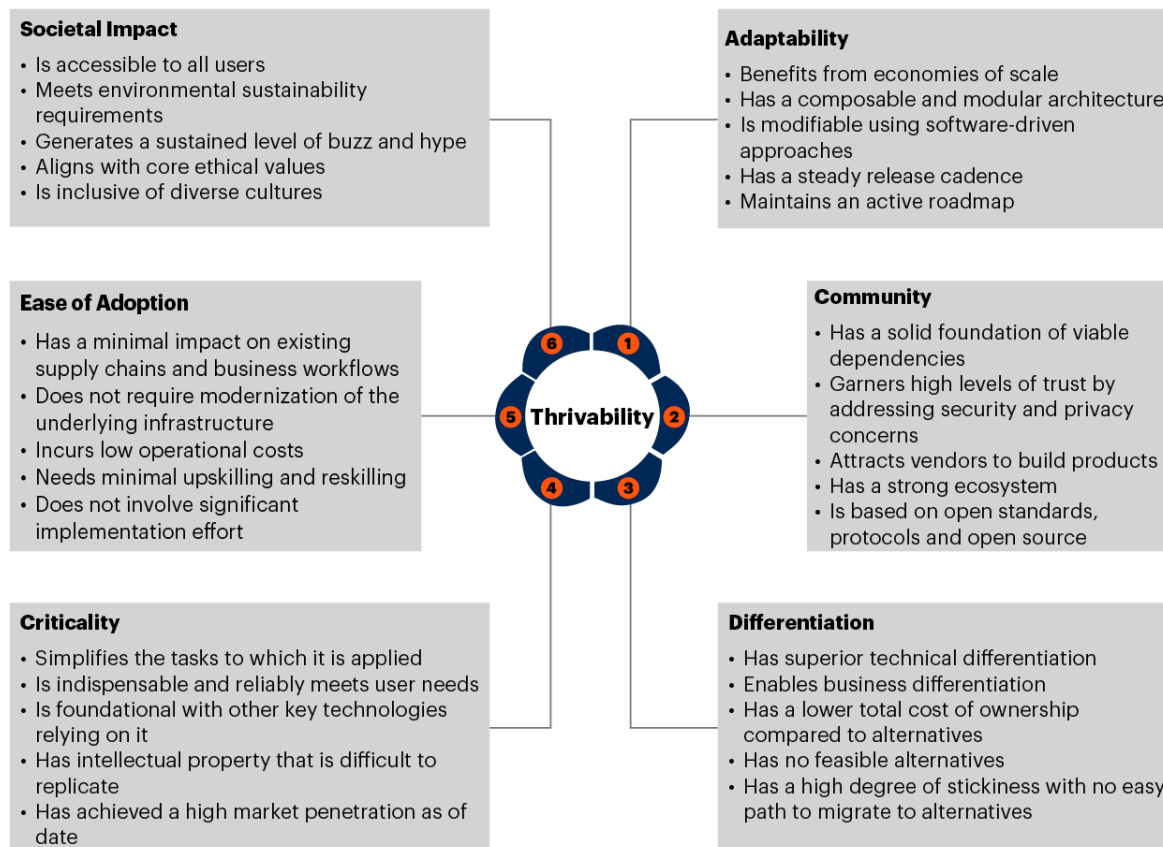 Societal Impact
• Is accessible to all users
• Meets environmental sustainability
requirements
• Generates a sustained level of buzz and hype
• Aligns with core ethical values
• Is inclusive of diverse cultures
Adaptability
• Benefits from economies of scale
• Has a composable and modular architecture
• Is modifiable using software-driven
approaches
• Has a steady release cadence
• Maintains an active roadmap
Ease of Adoption
• Has a minimal impact on existing
supply chains and business workflows
• Does not require modernization of the
underlying infrastructure
• Incurs low operational costs
• Needs minimal upskilling and reskilling
• Does not involve significant
implementation effort
6
1
5
Thrivability
2
4
3
Community
• Has a solid foundation of viable
dependencies
• Garners high levels of trust by
addressing security and privacy
concerns
• Attracts vendors to build products
• Has a strong ecosystem
• Is based on open standards,
protocols and open source
Criticality
• Simplifies the tasks to which it is applied
• Is indispensable and reliably meets user needs
• Is foundational with other key technologies
relying on it
• Has intellectual property that is difficult to
replicate
• Has achieved a high market penetration as of
date
Differentiation
• Has superior technical differentiation
• Enables business differentiation
• Has a lower total cost of ownership
compared to alternatives
• Has no feasible alternatives
• Has a high degree of stickiness with no easy
path to migrate to alternatives